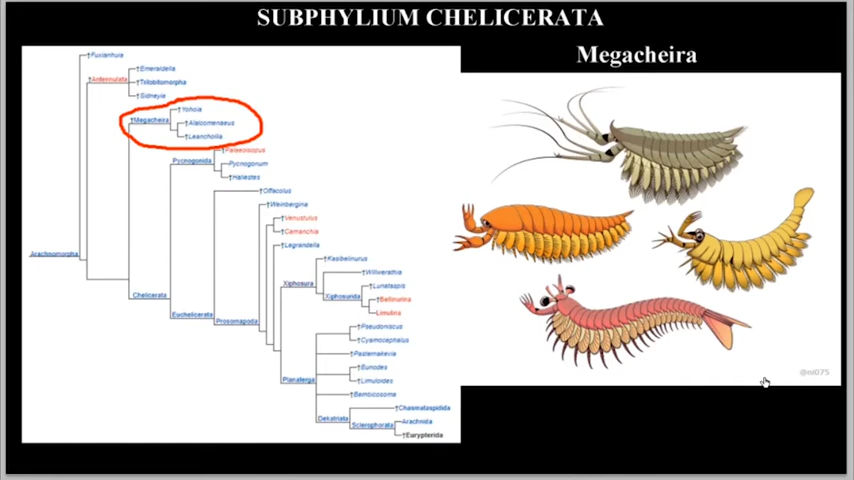 SUBPHYLIUM CHELICERATA
Megacheira
†Fuxianhuia
†Antennulata
†Emeraldella
†Trilobitomorpha
†Sidneyia
†Megacheira
†Yohoia
†Alalcomenaeus
†Leanchoilia
Pycnogonida
†Palaeoisopus
Pycnogonum
†Haliestes
Arachnomorpha
Chelicerata
Euchelicerata
†Offacolus
Prosomapoda
†Weinbergina
†Venustulus
†Camanchia
†Legrandella
Xiphosura
†Kasibelinurus
†Willwerathia
Xiphosurida
†Lunataspis
†Bellinurina
Limulina
Planaterga
†Pseudoniscus
†Cyamocephalus
†Pasternakevia
†Bunodes
†Limuloides
†Bembicosoma
Dekatriata
†Chasmataspidida
Sclerophorata
Arachnida
†Eurypterida
@ni075